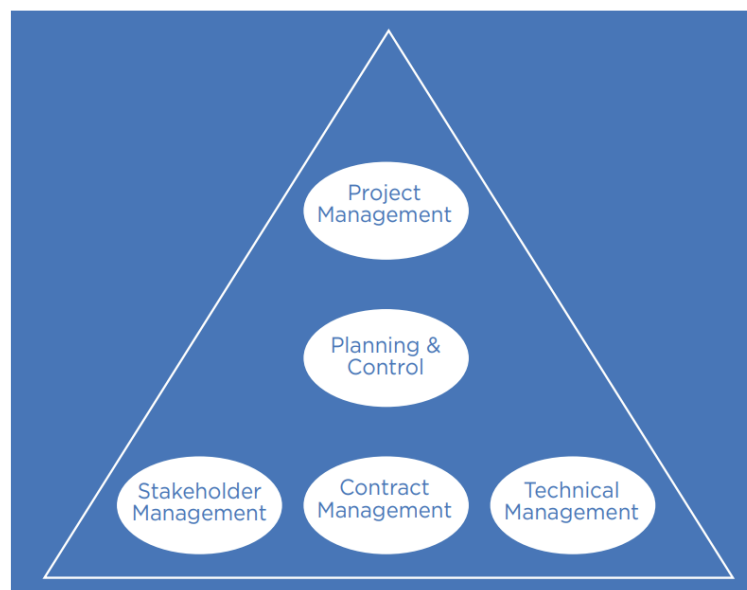 Project
Management
Planning &
Control
Stakeholder
Management
Contract
Management
Technical
Management